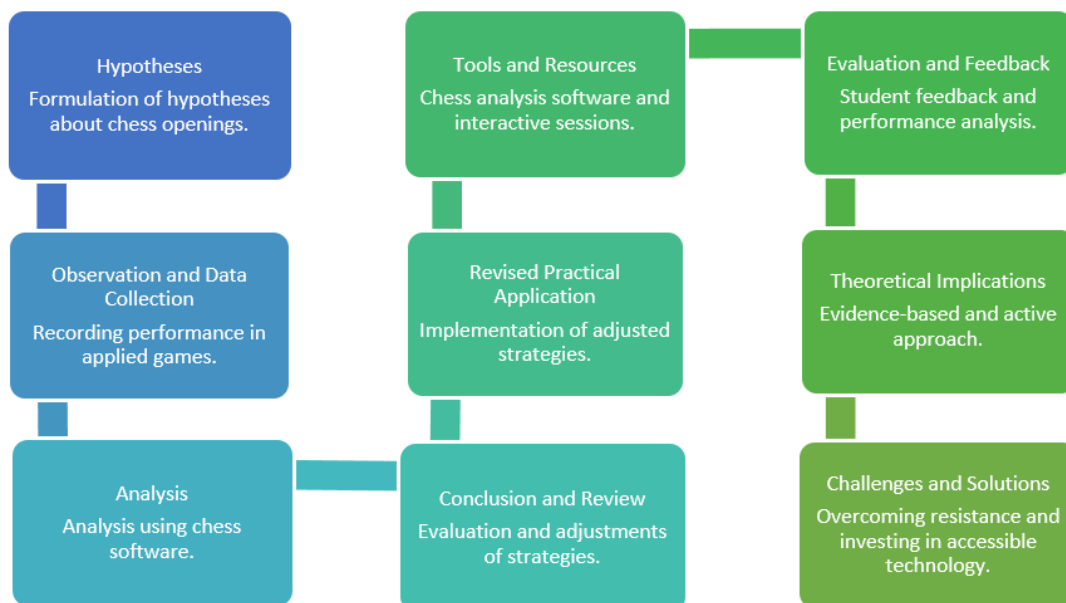 Hypotheses
Formulation of hypotheses
about chess openings.
Observation and Data
Collection
Recording performance in
applied games.
Analysis
Analysis using chess
software.
Conclusion and Review
Evaluation and adjustments
of strategies.
Revised Practical
Application
Implementation of adjusted
strategies.
Tools and Resources
Chess analysis software and
interactive sessions.
Evaluation and Feedback
Student feedback and
performance analysis.
Theoretical Implications
Evidence-based and active
approach.
Challenges and Solutions
Overcoming resistance and
investing in accessible
technology.